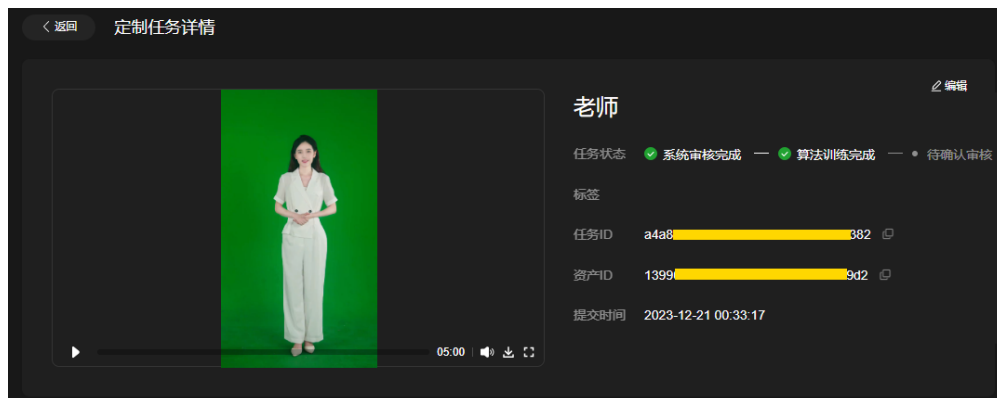 返回 定制任务详情
编辑
老师
任务状态 系统审核完成 算法训练完成 待确认审核
标签
任务ID a4a8 382
资产ID 1399 9d2
提交时间 2023-12-21 00:33:17
05:00